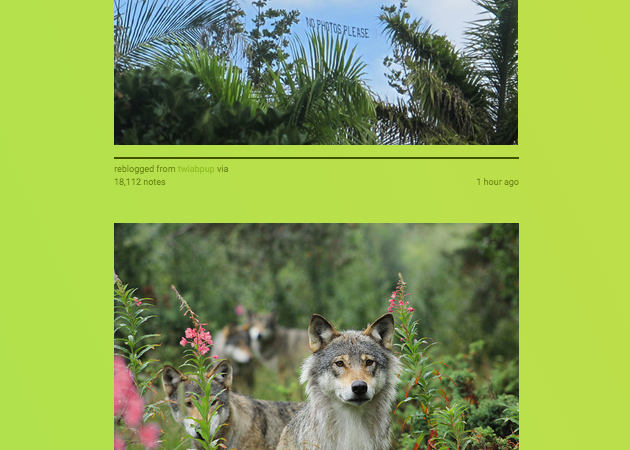 NO PHOTOS PLEASE
reblogged from twiabpup via
18,112 notes
1 hour ago